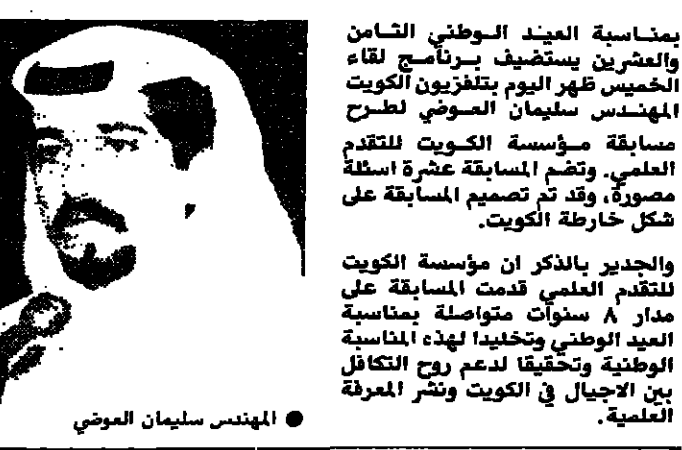 بمناسبة العيد الوطني الثامن
والعشرين يستضيف برنامج لقاء
الخميس ظهر اليوم بتلفزيون الكويت
المهندس سليمان العوضي لطرح
مسابقة مؤسسة الكويت للتقدم
العلمي. وتضم المسابقة عشرة اسئلة
مصورة، وقد تم تصميم المسابقة على
شكل خارطة الكويت.
والجدير بالذكر ان مؤسسة الكويت
للتقدم العلمي قدمت المسابقة على
مدار ٨ سنوات متواصلة بمناسبة
العيد الوطني وتخليدا لهذه المناسبة
الوطنية وتحقيقا لدعم روح التكافل
بين الاجيال في الكويت ونشر المعرفة
العلمية.
● المهندس سليمان العوضي